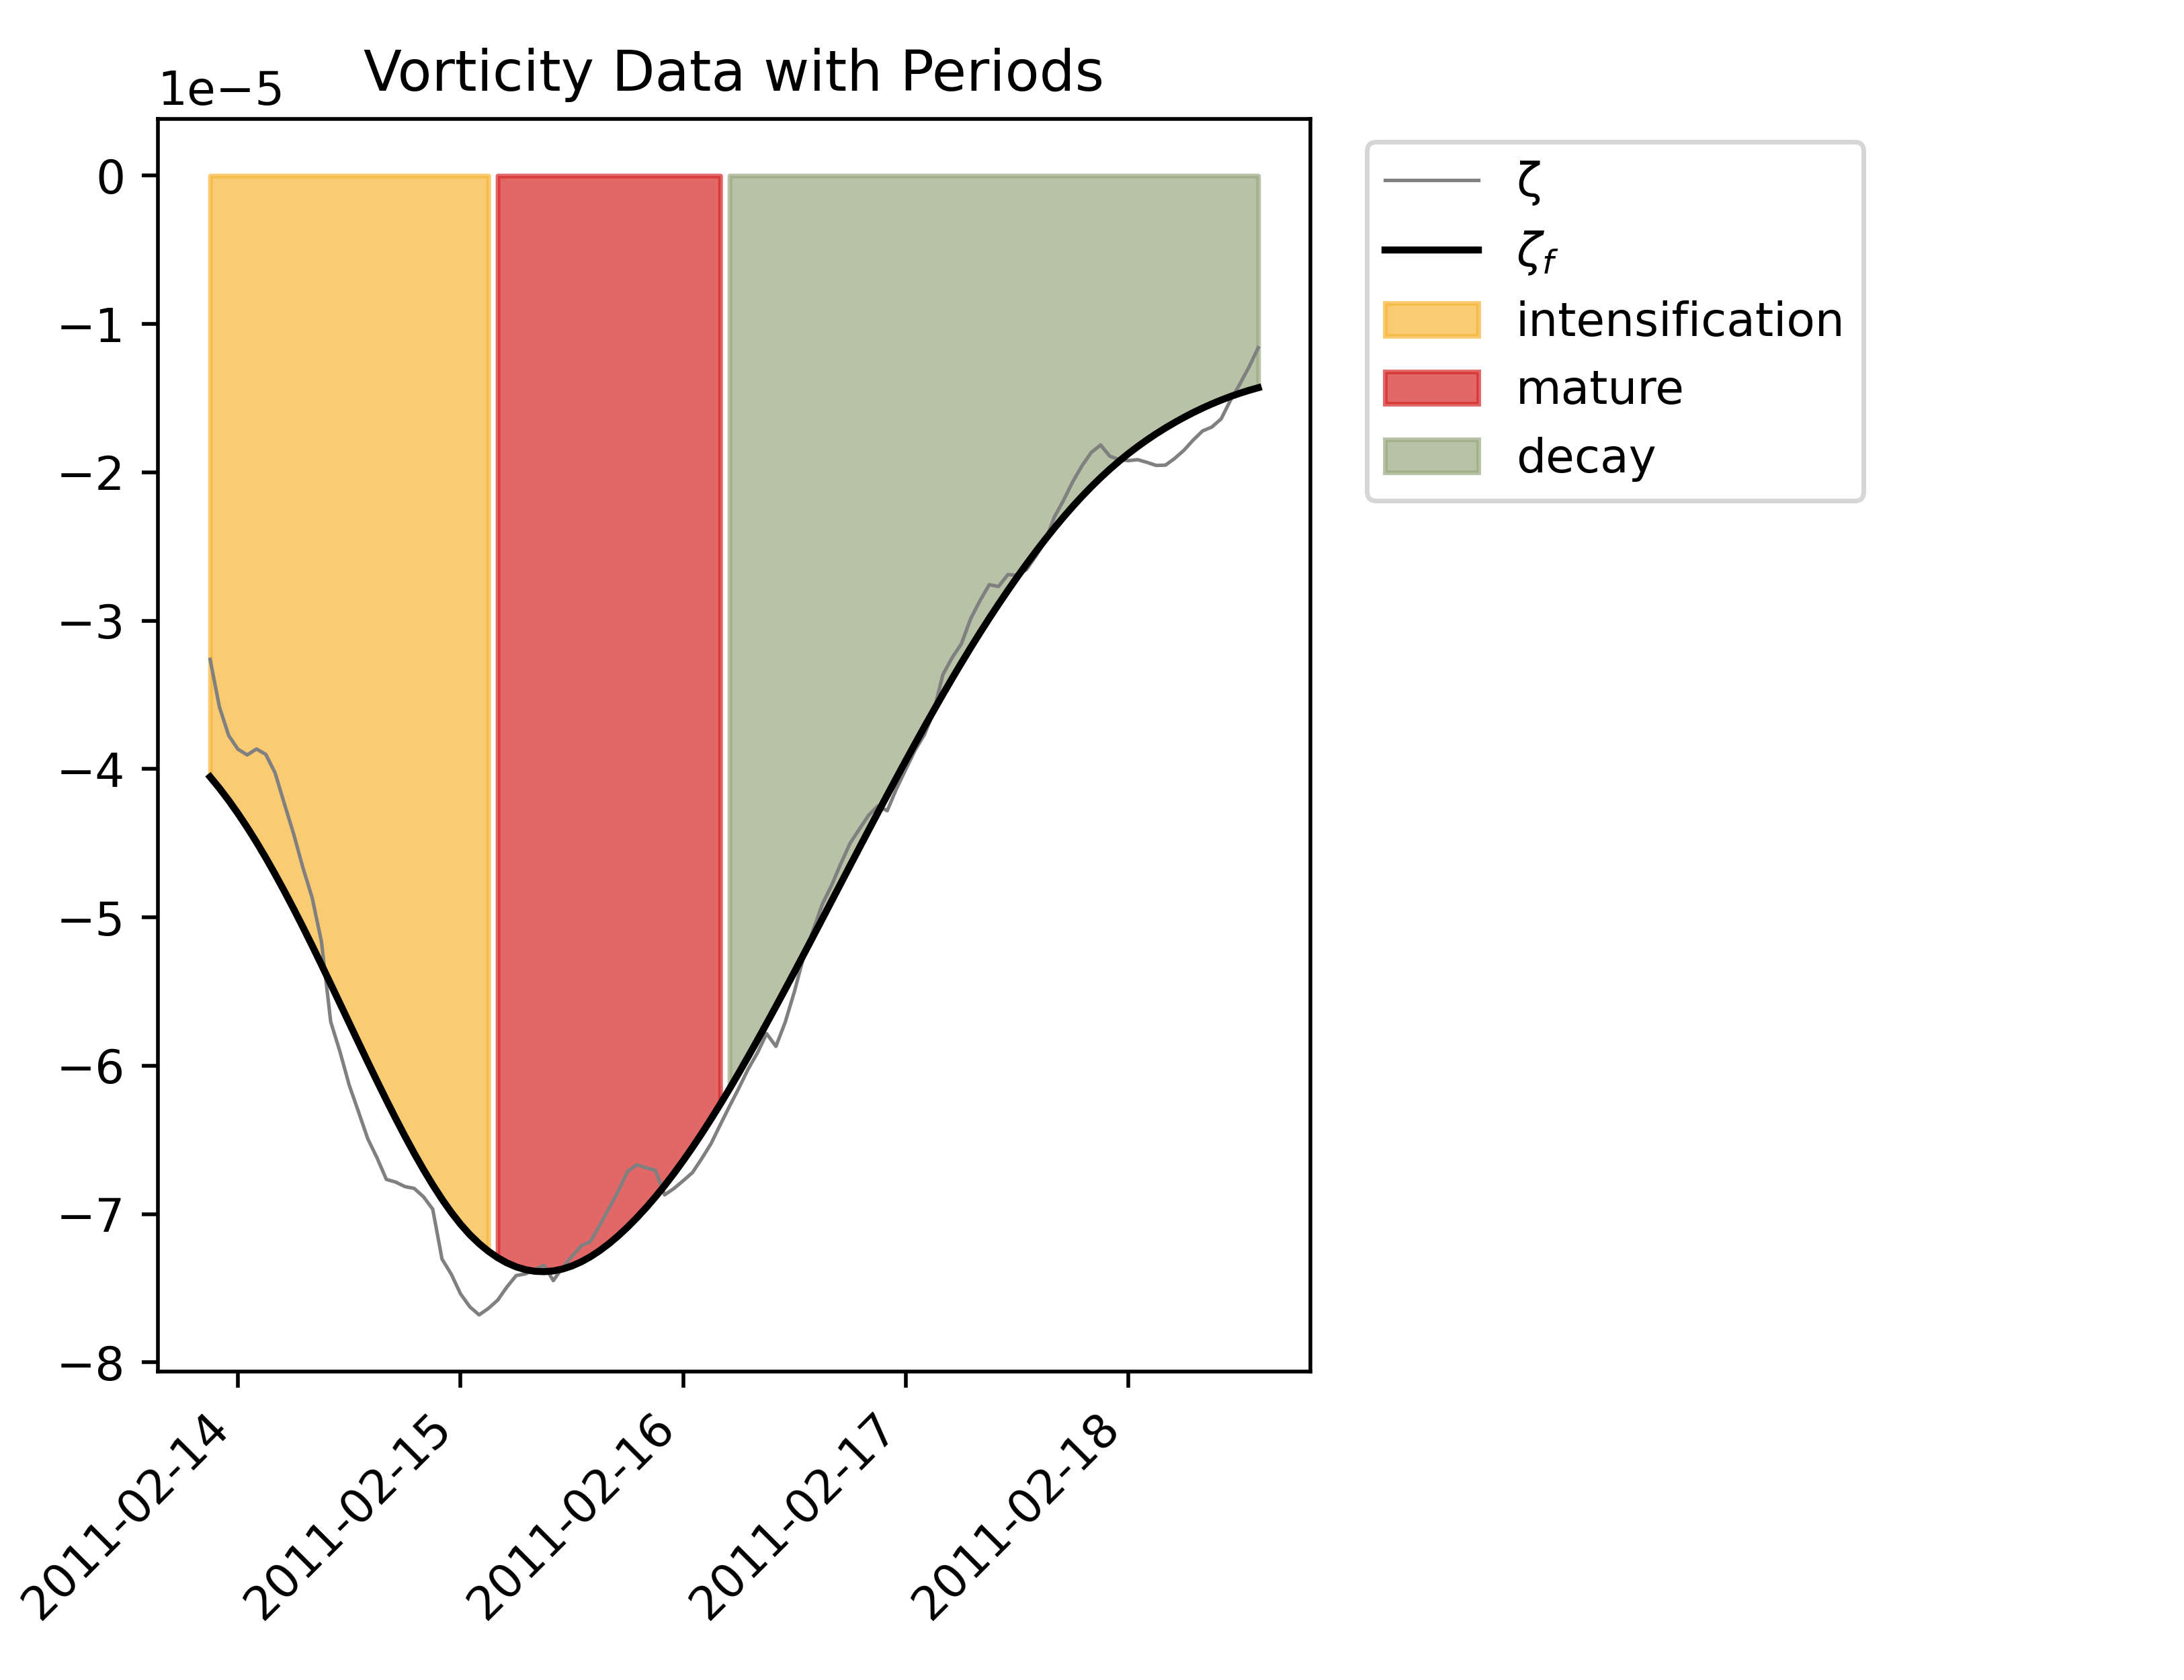 Vorticity Data with Periods
1e−5
0
−1
−2
−3
−4
−5
−6
−7
−8
2011-02-14
2011-02-15
2011-02-16
2011-02-17
2011-02-18
ζ
ζf
intensification
mature
decay